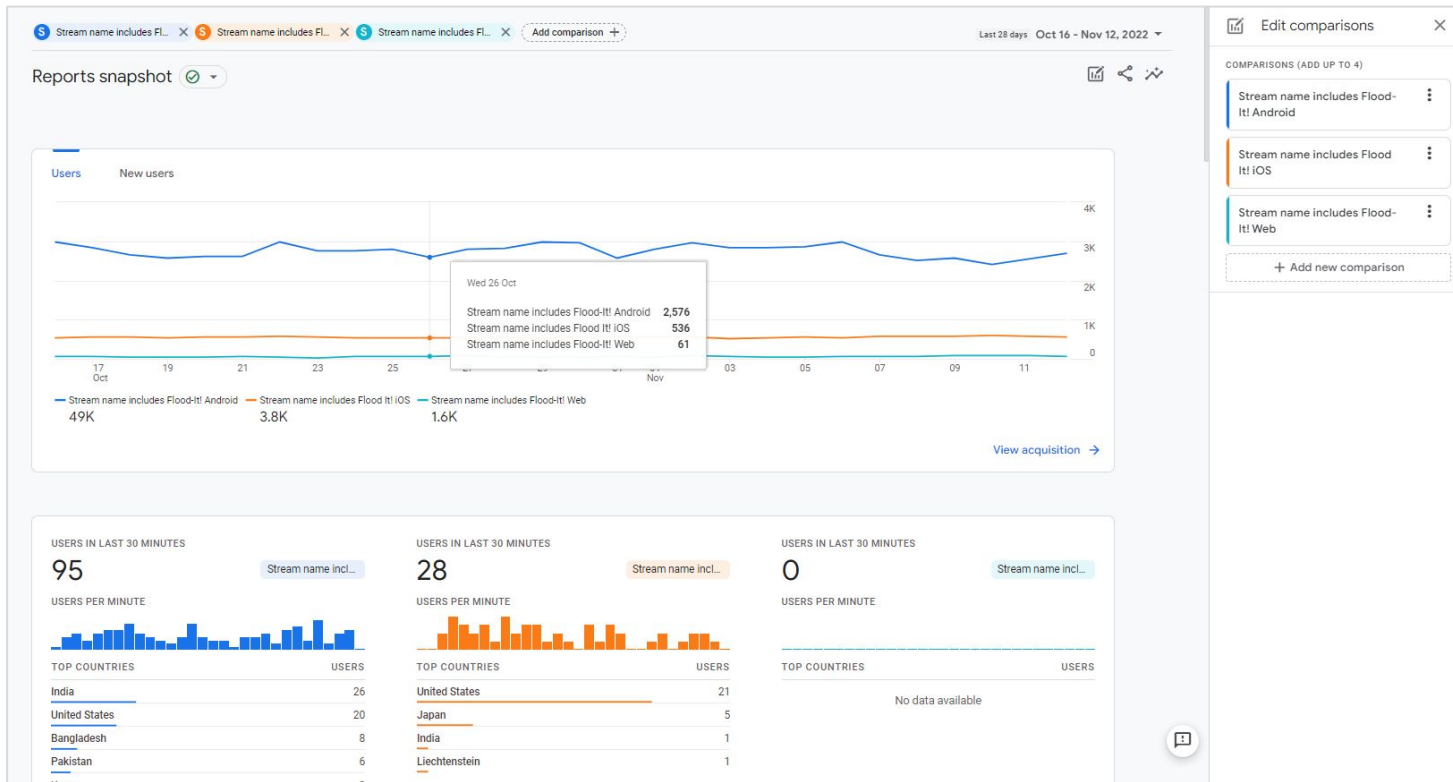 S Stream name includes Fl... S Stream name includes Fl... S Stream name includes Fl... Add comparison +
Last 28 days Oct 16 - Nov 12, 2022
Reports snapshot
Users New users
4K
3K
2K
1K
0
Wed 26 Oct
Stream name includes Flood-It! Android 2,576
Stream name includes Flood It! iOS 536
Stream name includes Flood-It! Web 61
17 19 21 23 25 03 05 07 09 11
Oct Nov
Stream name includes Flood-It! Android Stream name includes Flood It! iOS Stream name includes Flood-It! Web
49K 3.8K 1.6K
View acquisition
USERS IN LAST 30 MINUTES
95 Stream name incl...
USERS PER MINUTE
TOP COUNTRIES USERS
India 26
United States 20
Bangladesh 8
Pakistan 6
USERS IN LAST 30 MINUTES
28 Stream name incl...
USERS PER MINUTE
TOP COUNTRIES USERS
United States 21
Japan 5
India 1
Liechtenstein 1
USERS IN LAST 30 MINUTES
0 Stream name incl...
USERS PER MINUTE
TOP COUNTRIES USERS
No data available
Edit comparisons
COMPARISONS (ADD UP TO 4)
Stream name includes Flood-
It! Android
Stream name includes Flood
It! iOS
Stream name includes Flood-
It! Web
+ Add new comparison